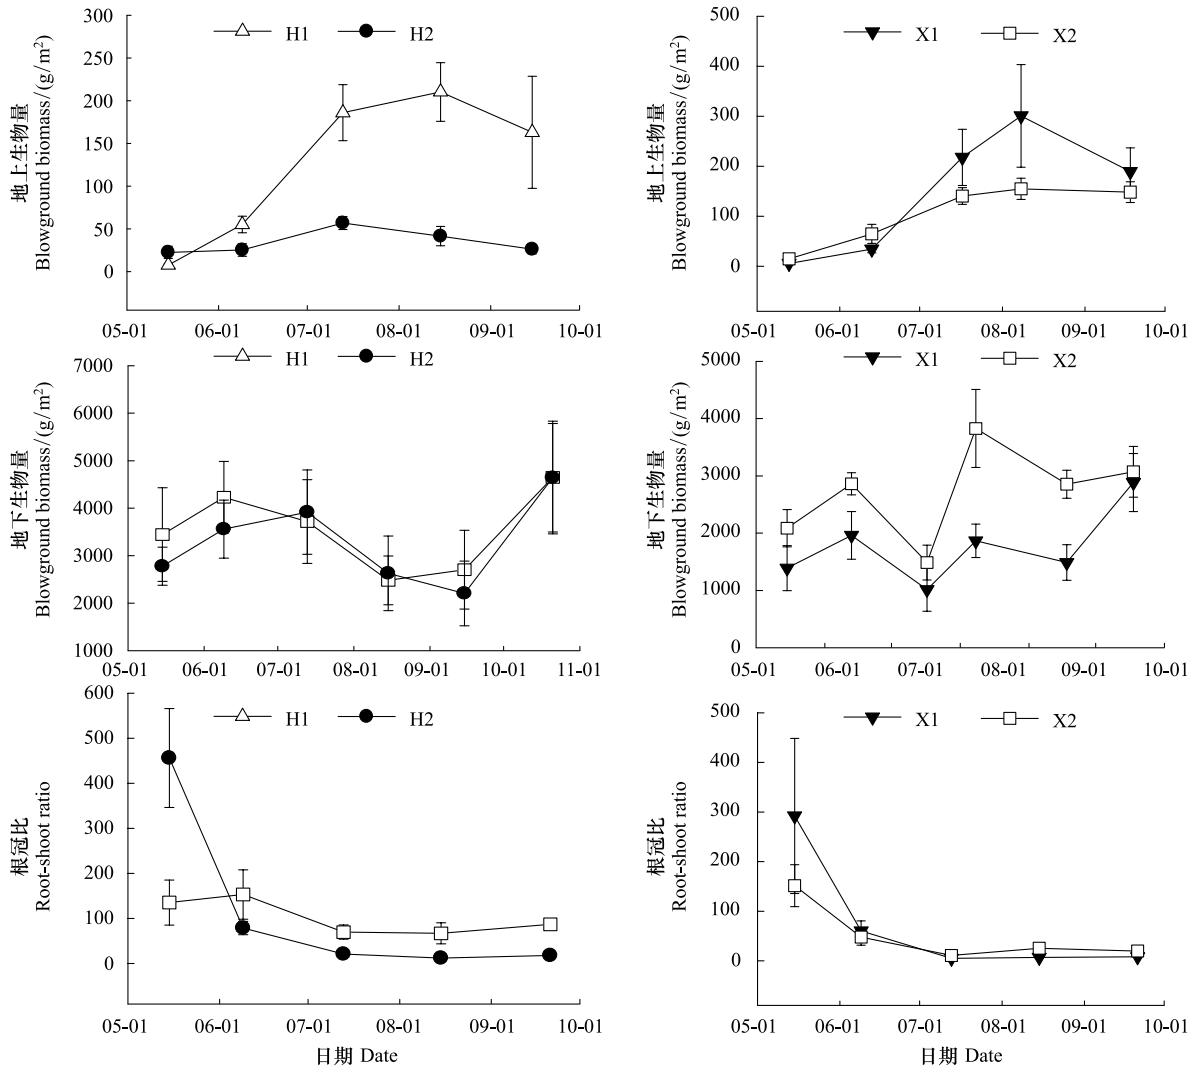 H1 H2
300
250
200
150
100
50
0
地上生物量
Blowground biomass/(g/m²)
05-01 06-01 07-01 08-01 09-01 10-01
X1 X2
500
400
300
200
100
0
地上生物量
Blowground biomass/(g/m²)
05-01 06-01 07-01 08-01 09-01 10-01
H1 H2
7000
6000
5000
4000
3000
2000
1000
地下生物量
Blowground biomass/(g/m²)
05-01 06-01 07-01 08-01 09-01 10-01 11-01
X1 X2
5000
4000
3000
2000
1000
0
地下生物量
Blowground biomass/(g/m²)
05-01 06-01 07-01 08-01 09-01 10-01
H1 H2
600
500
400
300
200
100
0
根冠比
Root-shoot ratio
05-01 06-01 07-01 08-01 09-01 10-01
日期 Date
X1 X2
500
400
300
200
100
0
根冠比
Root-shoot ratio
05-01 06-01 07-01 08-01 09-01 10-01
日期 Date